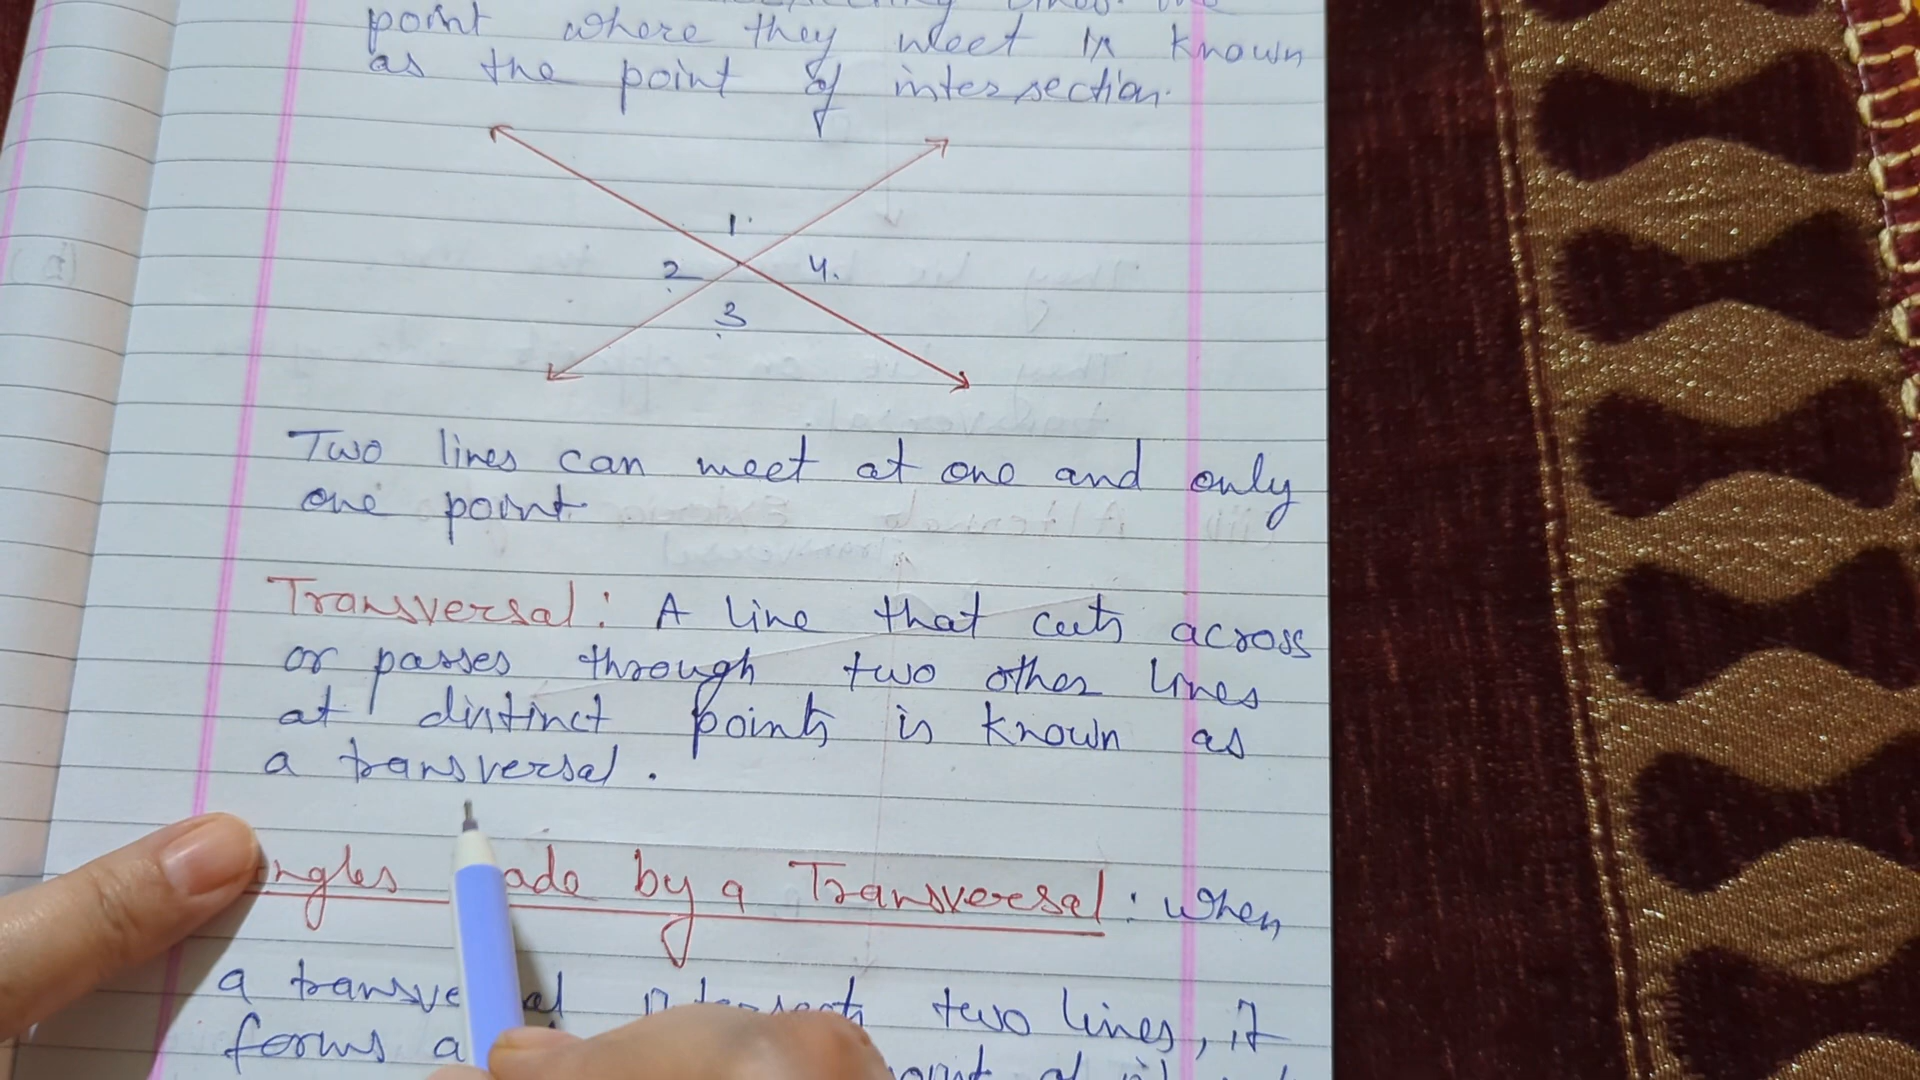 point where they meet is known
as the point of intersection.
1.
2
4.
3
Two lines can meet at one and only
one point
Transversal: A line that cuts across
or passes through two other lines
at distinct points is known as
a transversal.
by a Transversal: when
a two lines, it
forms